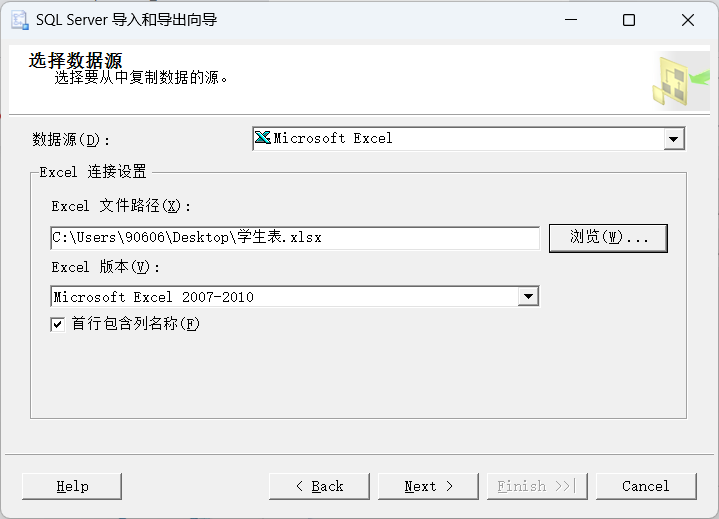 SQL Server 导入和导出向导
选择数据源
选择要从中复制数据的源。
数据源(D):
Microsoft Excel
Excel 连接设置
Excel 文件路径(X):
C:\Users\90606\Desktop\学生表.xlsx
浏览(W)...
Excel 版本(V):
Microsoft Excel 2007-2010
首行包含列名称(F)
Help
< Back
Next >
Finish >>|
Cancel